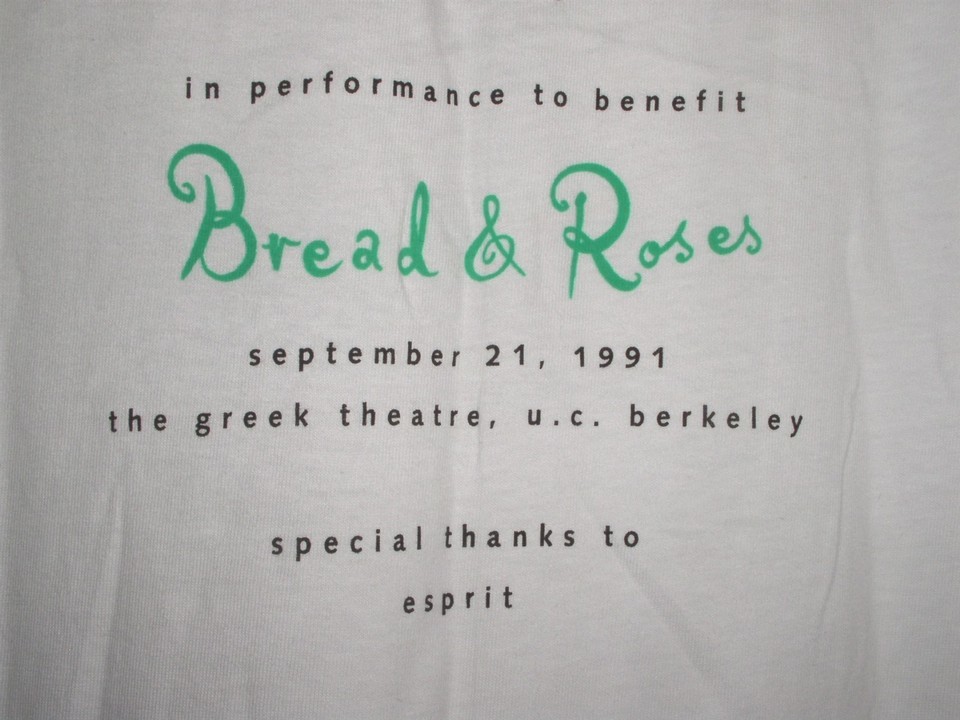 in performance to benefit
Bread & Roses
september 21, 1991
the greek theatre, u.c. berkeley
special thanks to
esprit